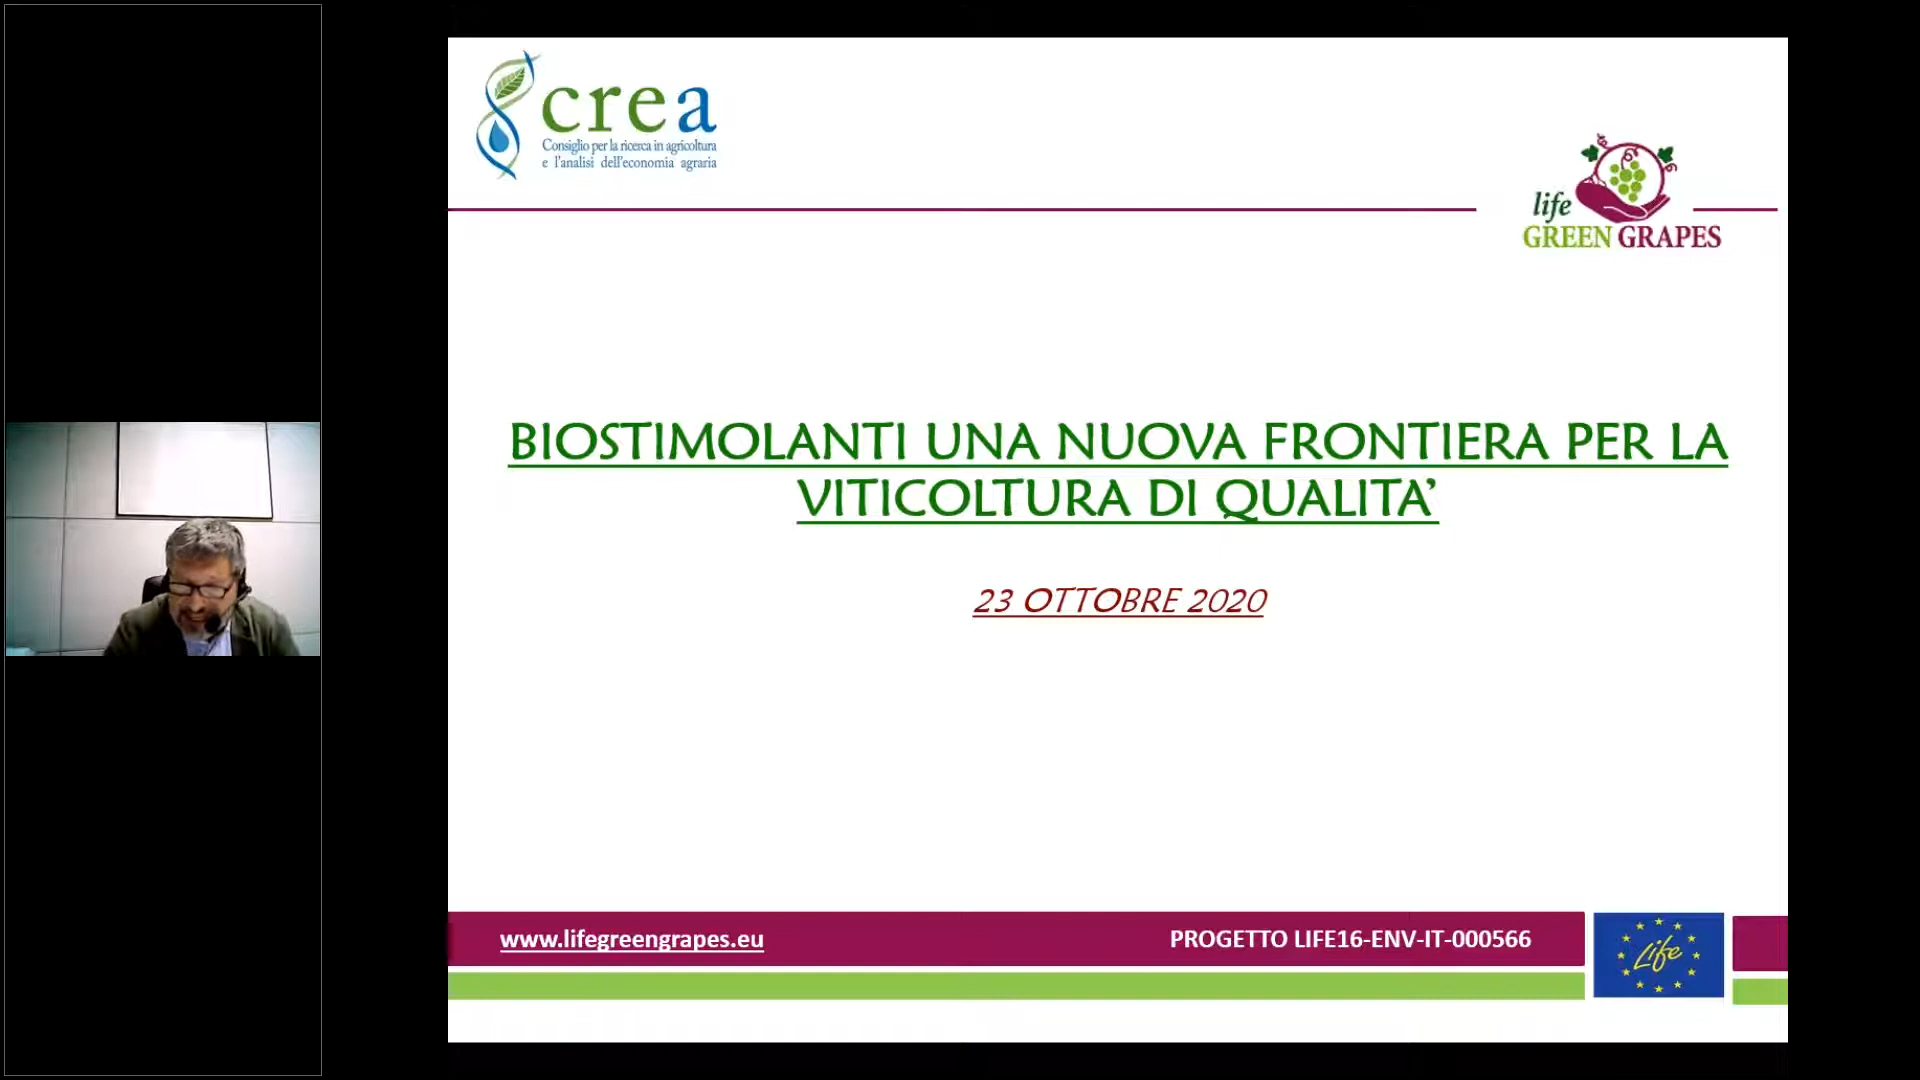 crea
Consiglio per la ricerca in agricoltura
e l'analisi dell'economia agraria
life
GREEN GRAPES
BIOSTIMOLANTI UNA NUOVA FRONTIERA PER LA
VITICOLTURA DI QUALITA’
23 OTTOBRE 2020
www.lifegreengrapes.eu
PROGETTO LIFE16-ENV-IT-000566
Life